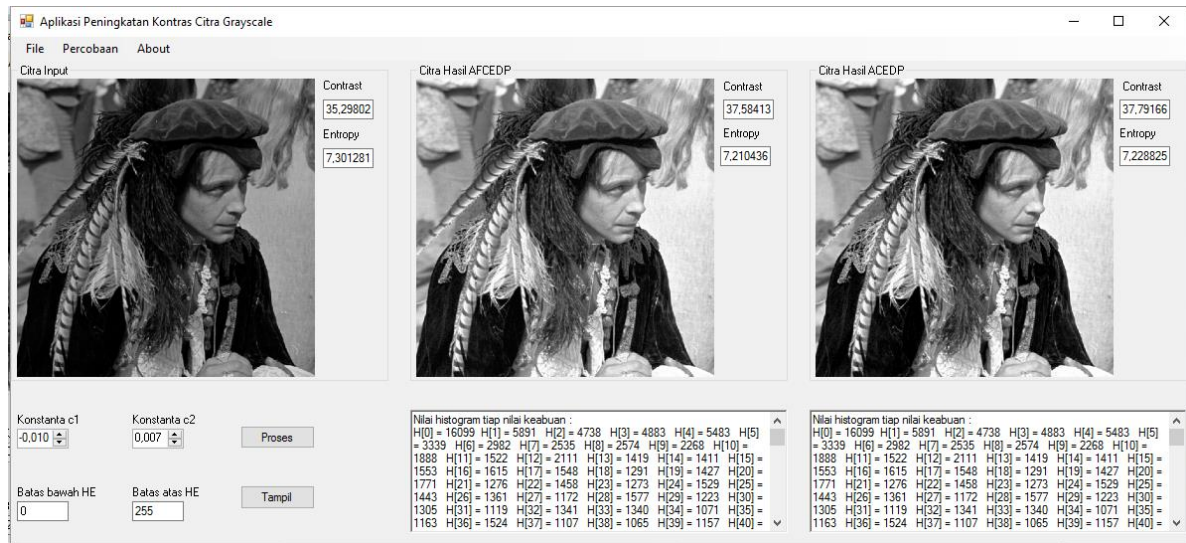 Aplikasi Peningkatan Kontras Citra Grayscale
File Percobaan About
Citra Input
Contrast
35,29802
Entropy
7,301281
Citra Hasil AFCEDP
Contrast
37,58413
Entropy
7,210436
Citra Hasil ACEDP
Contrast
37,79166
Entropy
7,228825
Konstanta c1
-0,010
Konstanta c2
0,007
Proses
Batas bawah HE
0
Batas atas HE
255
Tampil
Nilai histogram tiap nilai keabuan :
H[0] = 16099 H[1] = 5891 H[2] = 4738 H[3] = 4883 H[4] = 5483 H[5]
= 3339 H[6] = 2982 H[7] = 2535 H[8] = 2574 H[9] = 2268 H[10] =
1888 H[11] = 1522 H[12] = 2111 H[13] = 1419 H[14] = 1411 H[15] =
1553 H[16] = 1615 H[17] = 1548 H[18] = 1291 H[19] = 1427 H[20] =
1771 H[21] = 1276 H[22] = 1458 H[23] = 1273 H[24] = 1529 H[25] =
1443 H[26] = 1361 H[27] = 1172 H[28] = 1577 H[29] = 1223 H[30] =
1305 H[31] = 1119 H[32] = 1341 H[33] = 1340 H[34] = 1071 H[35] =
1163 H[36] = 1524 H[37] = 1107 H[38] = 1065 H[39] = 1157 H[40] =
Nilai histogram tiap nilai keabuan :
H[0] = 16099 H[1] = 5891 H[2] = 4738 H[3] = 4883 H[4] = 5483 H[5]
= 3339 H[6] = 2982 H[7] = 2535 H[8] = 2574 H[9] = 2268 H[10] =
1888 H[11] = 1522 H[12] = 2111 H[13] = 1419 H[14] = 1411 H[15] =
1553 H[16] = 1615 H[17] = 1548 H[18] = 1291 H[19] = 1427 H[20] =
1771 H[21] = 1276 H[22] = 1458 H[23] = 1273 H[24] = 1529 H[25] =
1443 H[26] = 1361 H[27] = 1172 H[28] = 1577 H[29] = 1223 H[30] =
1305 H[31] = 1119 H[32] = 1341 H[33] = 1340 H[34] = 1071 H[35] =
1163 H[36] = 1524 H[37] = 1107 H[38] = 1065 H[39] = 1157 H[40] =